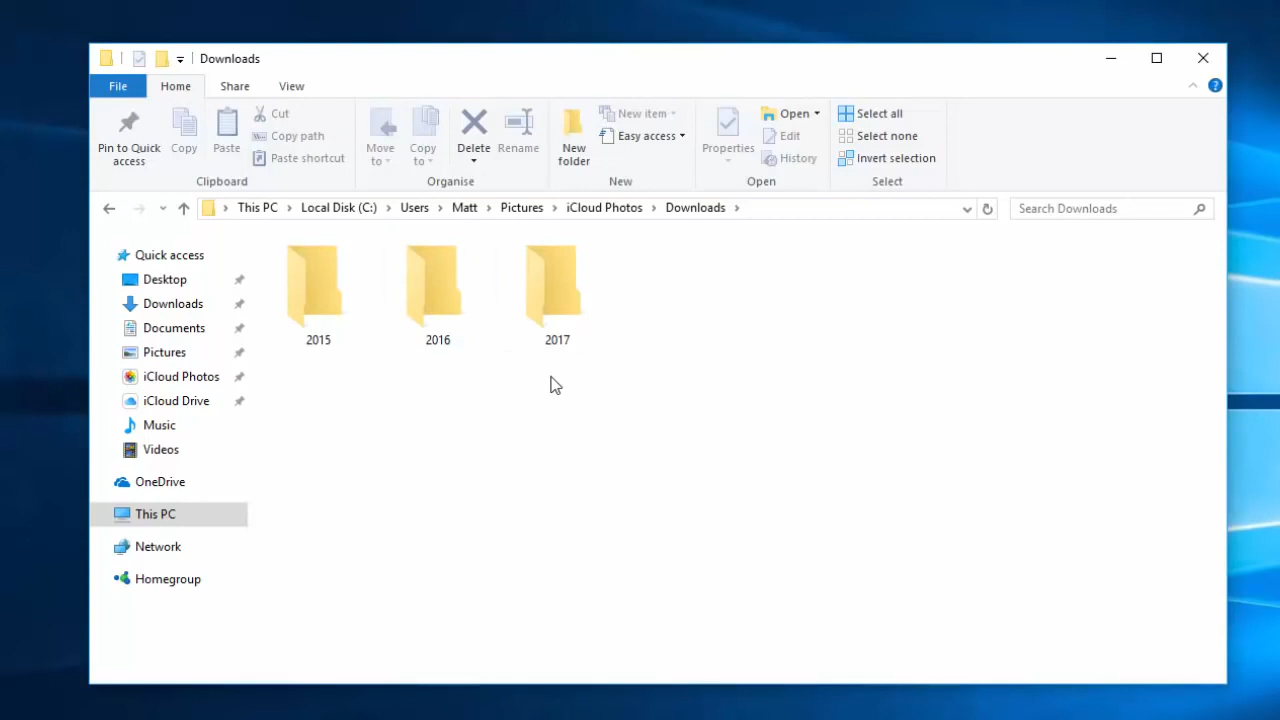 Downloads
File Home Share View
Pin to Quick access
Copy
Paste
Cut
Copy path
Paste shortcut
Clipboard
Move to
Copy to
Delete
Rename
Organise
New folder
New item
Easy access
New
Properties
Open
Edit
History
Open
Select all
Select none
Invert selection
Select
This PC Local Disk (C:) Users Matt Pictures iCloud Photos Downloads
Search Downloads
Quick access
Desktop
Downloads
Documents
Pictures
iCloud Photos
iCloud Drive
Music
Videos
OneDrive
This PC
Network
Homegroup
2015 2016 2017